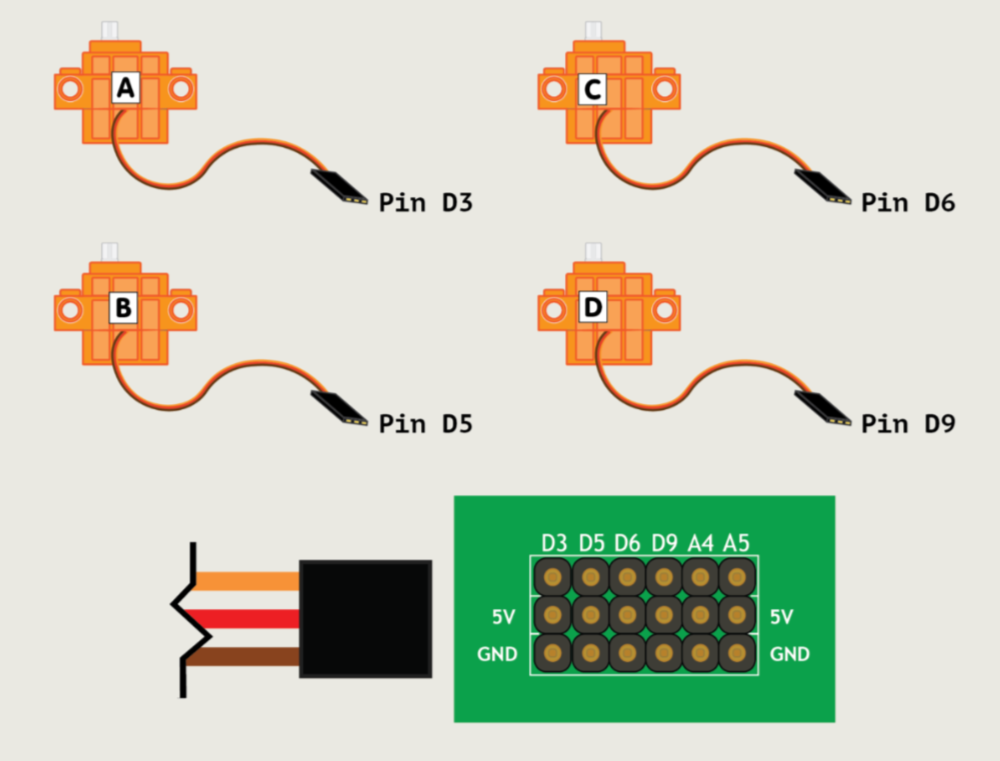 A
Pin D3
C
Pin D6
B
Pin D5
D
Pin D9
D3 D5 D6 D9 A4 A5
5V 5V
GND GND